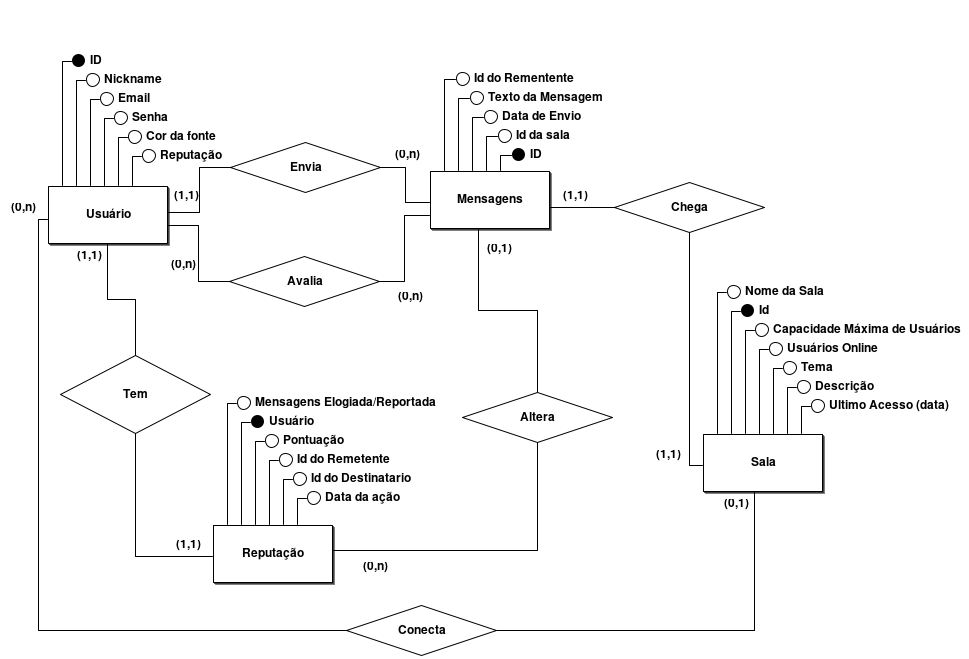 ID
Nickname
Email
Senha
Cor da fonte
Reputação
Id do Rementente
Texto da Mensagem
Data de Envio
Id da sala
ID
Envia
(0,n)
(1,1)
(0,n)
Usuário
Mensagens
(1,1)
Chega
(1,1)
(0,n)
Avalia
(0,n)
(0,1)
Nome da Sala
Id
Capacidade Máxima de Usuários
Usuários Online
Tema
Descrição
Ultimo Acesso (data)
Tem
Mensagens Elogiada/Reportada
Usuário
Pontuação
Id do Remetente
Id do Destinatario
Data da ação
Altera
(1,1)
Sala
(0,1)
(1,1)
Reputação
(0,n)
Conecta